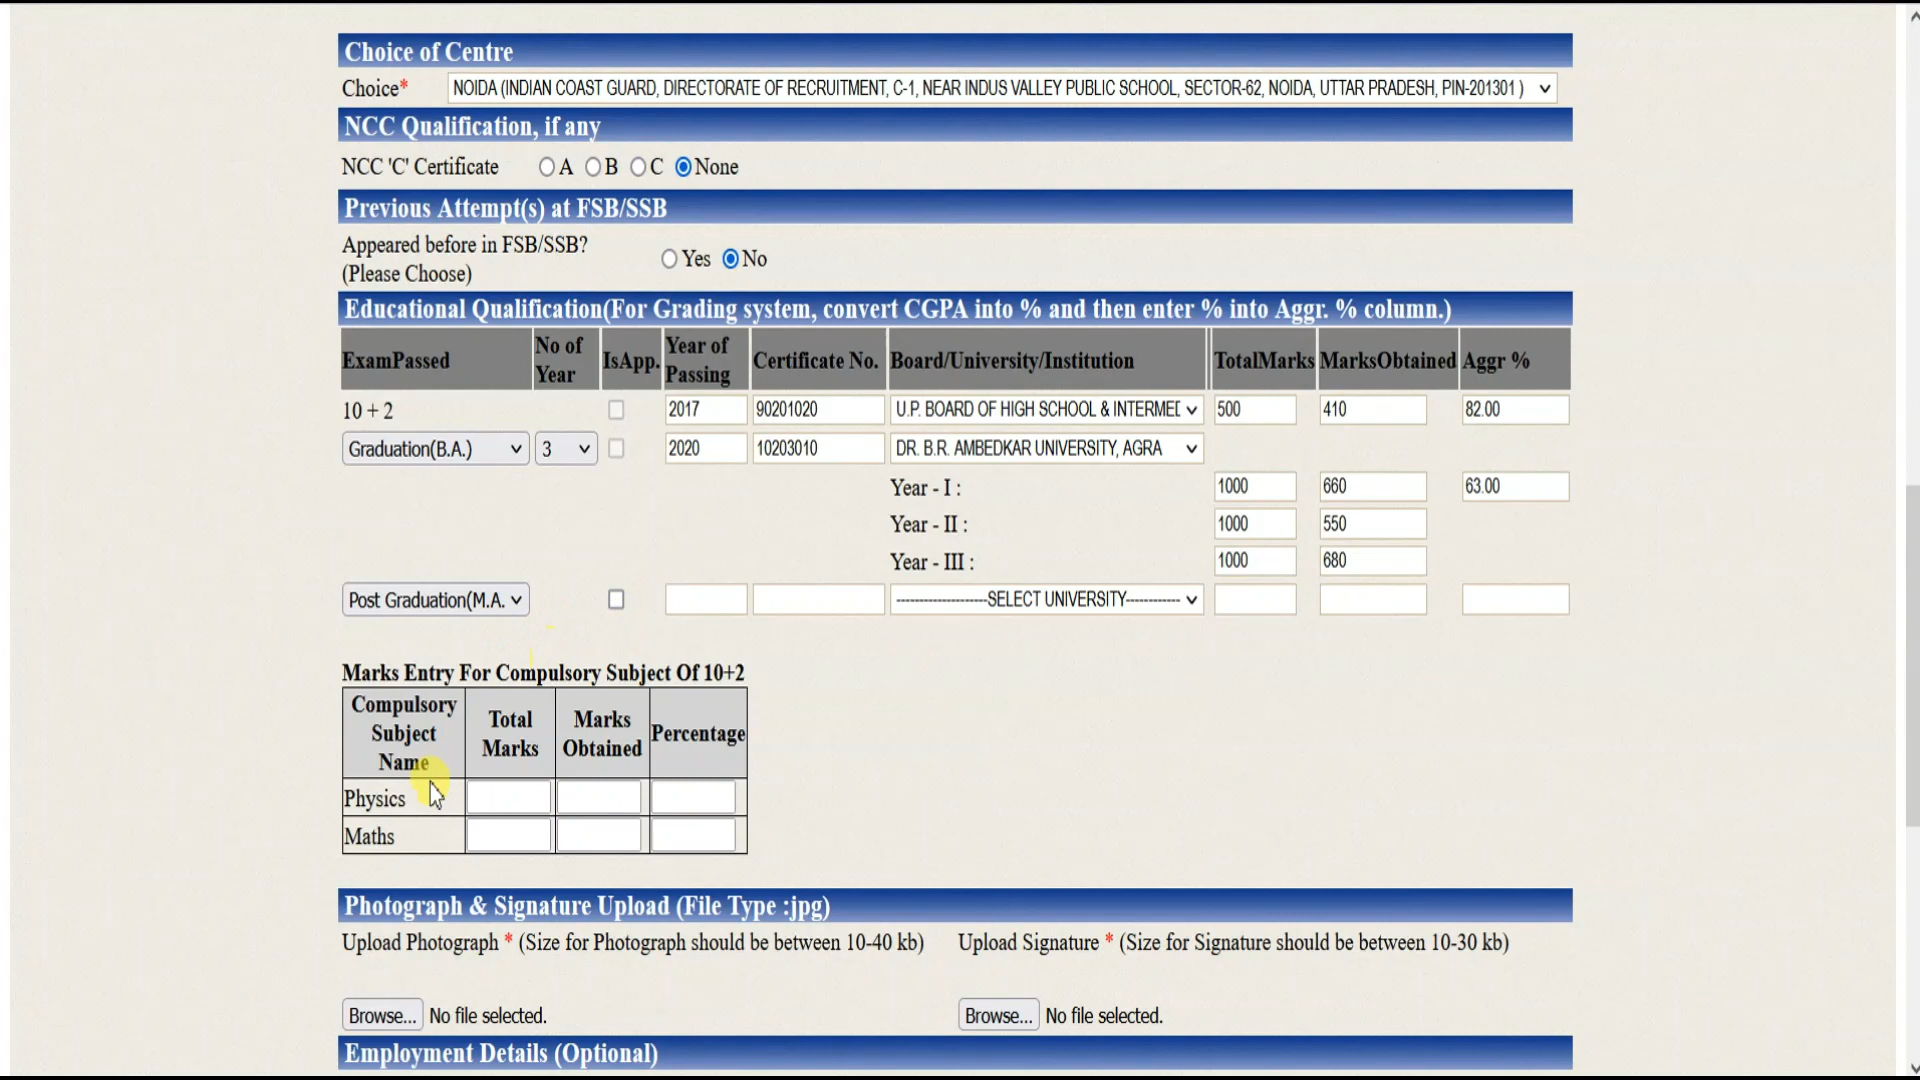 Choice of Centre
Choice* NOIDA (INDIAN COAST GUARD, DIRECTORATE OF RECRUITMENT, C-1, NEAR INDUS VALLEY PUBLIC SCHOOL, SECTOR-62, NOIDA, UTTAR PRADESH, PIN-201301 )
NCC Qualification, if any
NCC 'C' Certificate A B C None
Previous Attempt(s) at FSB/SSB
Appeared before in FSB/SSB?
(Please Choose) Yes No
Educational Qualification(For Grading system, convert CGPA into % and then enter % into Aggr. % column.)
ExamPassed No of Year IsApp. Year of Passing Certificate No. Board/University/Institution TotalMarks MarksObtained Aggr %
10 + 2 2017 90201020 U.P. BOARD OF HIGH SCHOOL & INTERMED 500 410 82.00
Graduation(B.A.) 3 2020 10203010 DR. B.R. AMBEDKAR UNIVERSITY, AGRA
Year - I : 1000 660 63.00
Year - II : 1000 550
Year - III : 1000 680
Post Graduation(M.A. --------------------SELECT UNIVERSITY------------
Marks Entry For Compulsory Subject Of 10+2
Compulsory Subject Name Total Marks Marks Obtained Percentage
Physics
Maths
Photograph & Signature Upload (File Type :jpg)
Upload Photograph * (Size for Photograph should be between 10-40 kb) Upload Signature * (Size for Signature should be between 10-30 kb)
Browse... No file selected. Browse... No file selected.
Employment Details (Optional)